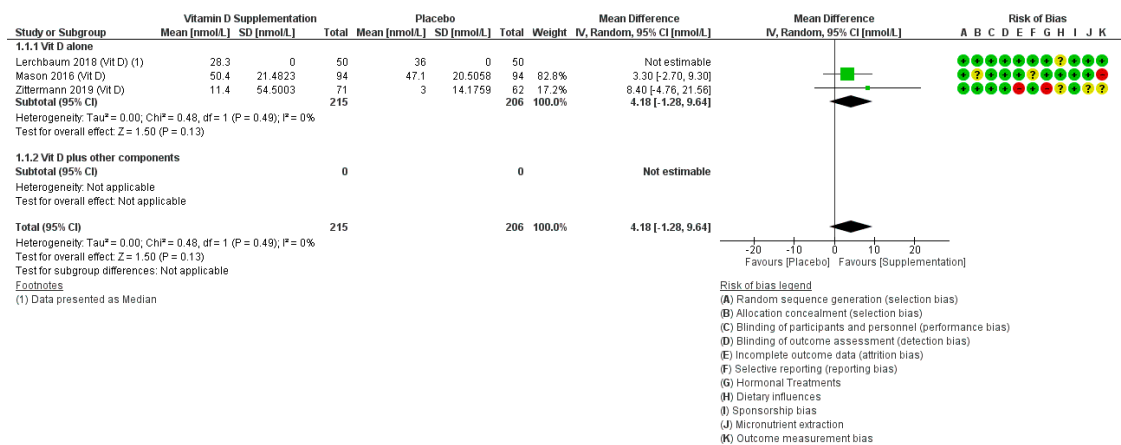 Vitamin D Supplementation Placebo Mean Difference Mean Difference Risk of Bias
Study or Subgroup Mean [nmol/L] SD [nmol/L] Total Mean [nmol/L] SD [nmol/L] Total Weight IV, Random, 95% CI [nmol/L] IV, Random, 95% CI [nmol/L] A B C D E F G H I J K
1.1.1 Vit D alone
Lerchbaum 2018 (Vit D) (1) 28.3 0 50 36 0 50 Not estimable + + + + + + + ? + + +
Mason 2016 (Vit D) 50.4 21.4823 94 47.1 20.5058 94 82.8% 3.30 [-2.70, 9.30] + ? + + + ? + + + + -
Zittermann 2019 (Vit D) 11.4 54.5003 71 3 14.1759 62 17.2% 8.40 [-4.76, 21.56] + + + + - + - ? + ? ?
Subtotal (95% CI) 215 206 100.0% 4.18 [-1.28, 9.64]
Heterogeneity: Tau² = 0.00; Chi² = 0.48, df = 1 (P = 0.49); I² = 0%
Test for overall effect: Z = 1.50 (P = 0.13)
1.1.2 Vit D plus other components
Subtotal (95% CI) 0 0 Not estimable
Heterogeneity: Not applicable
Test for overall effect: Not applicable
Total (95% CI) 215 206 100.0% 4.18 [-1.28, 9.64]
Heterogeneity: Tau² = 0.00; Chi² = 0.48, df = 1 (P = 0.49); I² = 0%
Test for overall effect: Z = 1.50 (P = 0.13)
Test for subgroup differences: Not applicable
-20 -10 0 10 20
Favours [Placebo] Favours [Supplementation]
Footnotes
(1) Data presented as Median
Risk of bias legend
(A) Random sequence generation (selection bias)
(B) Allocation concealment (selection bias)
(C) Blinding of participants and personnel (performance bias)
(D) Blinding of outcome assessment (detection bias)
(E) Incomplete outcome data (attrition bias)
(F) Selective reporting (reporting bias)
(G) Hormonal Treatments
(H) Dietary influences
(I) Sponsorship bias
(J) Micronutrient extraction
(K) Outcome measurement bias